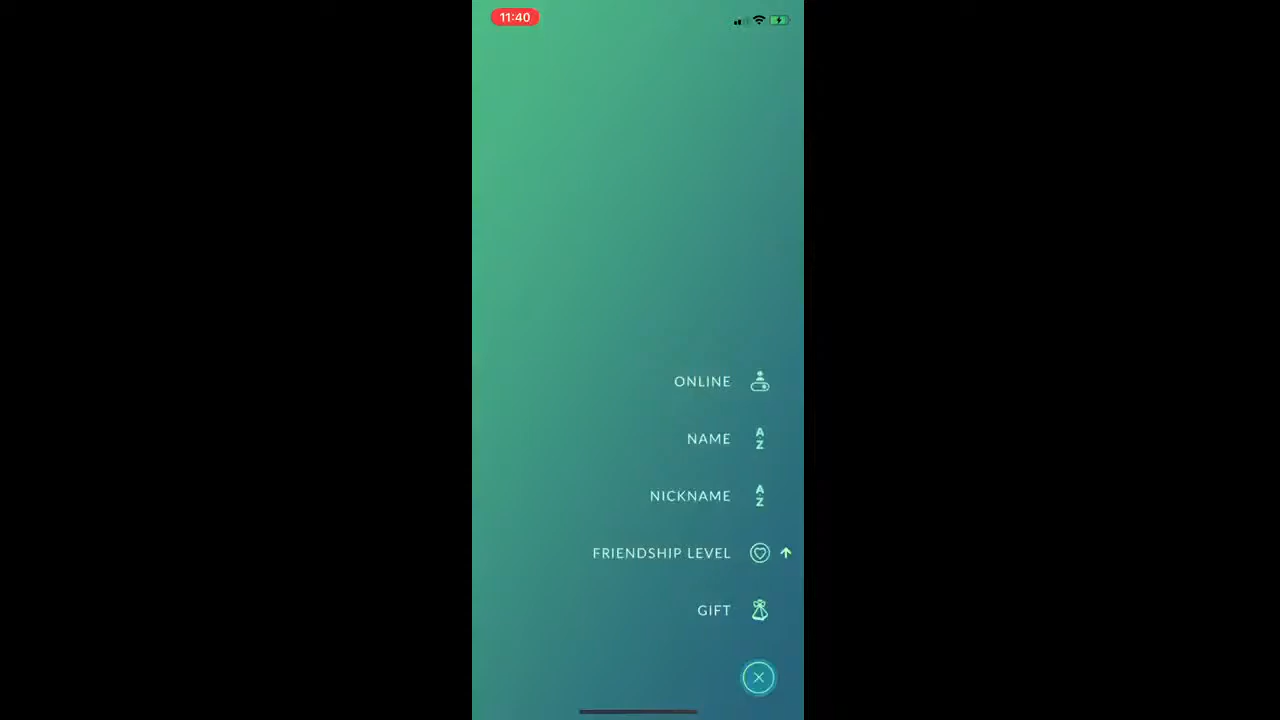 11:40
ONLINE
NAME
A
Z
NICKNAME
A
Z
FRIENDSHIP LEVEL
GIFT